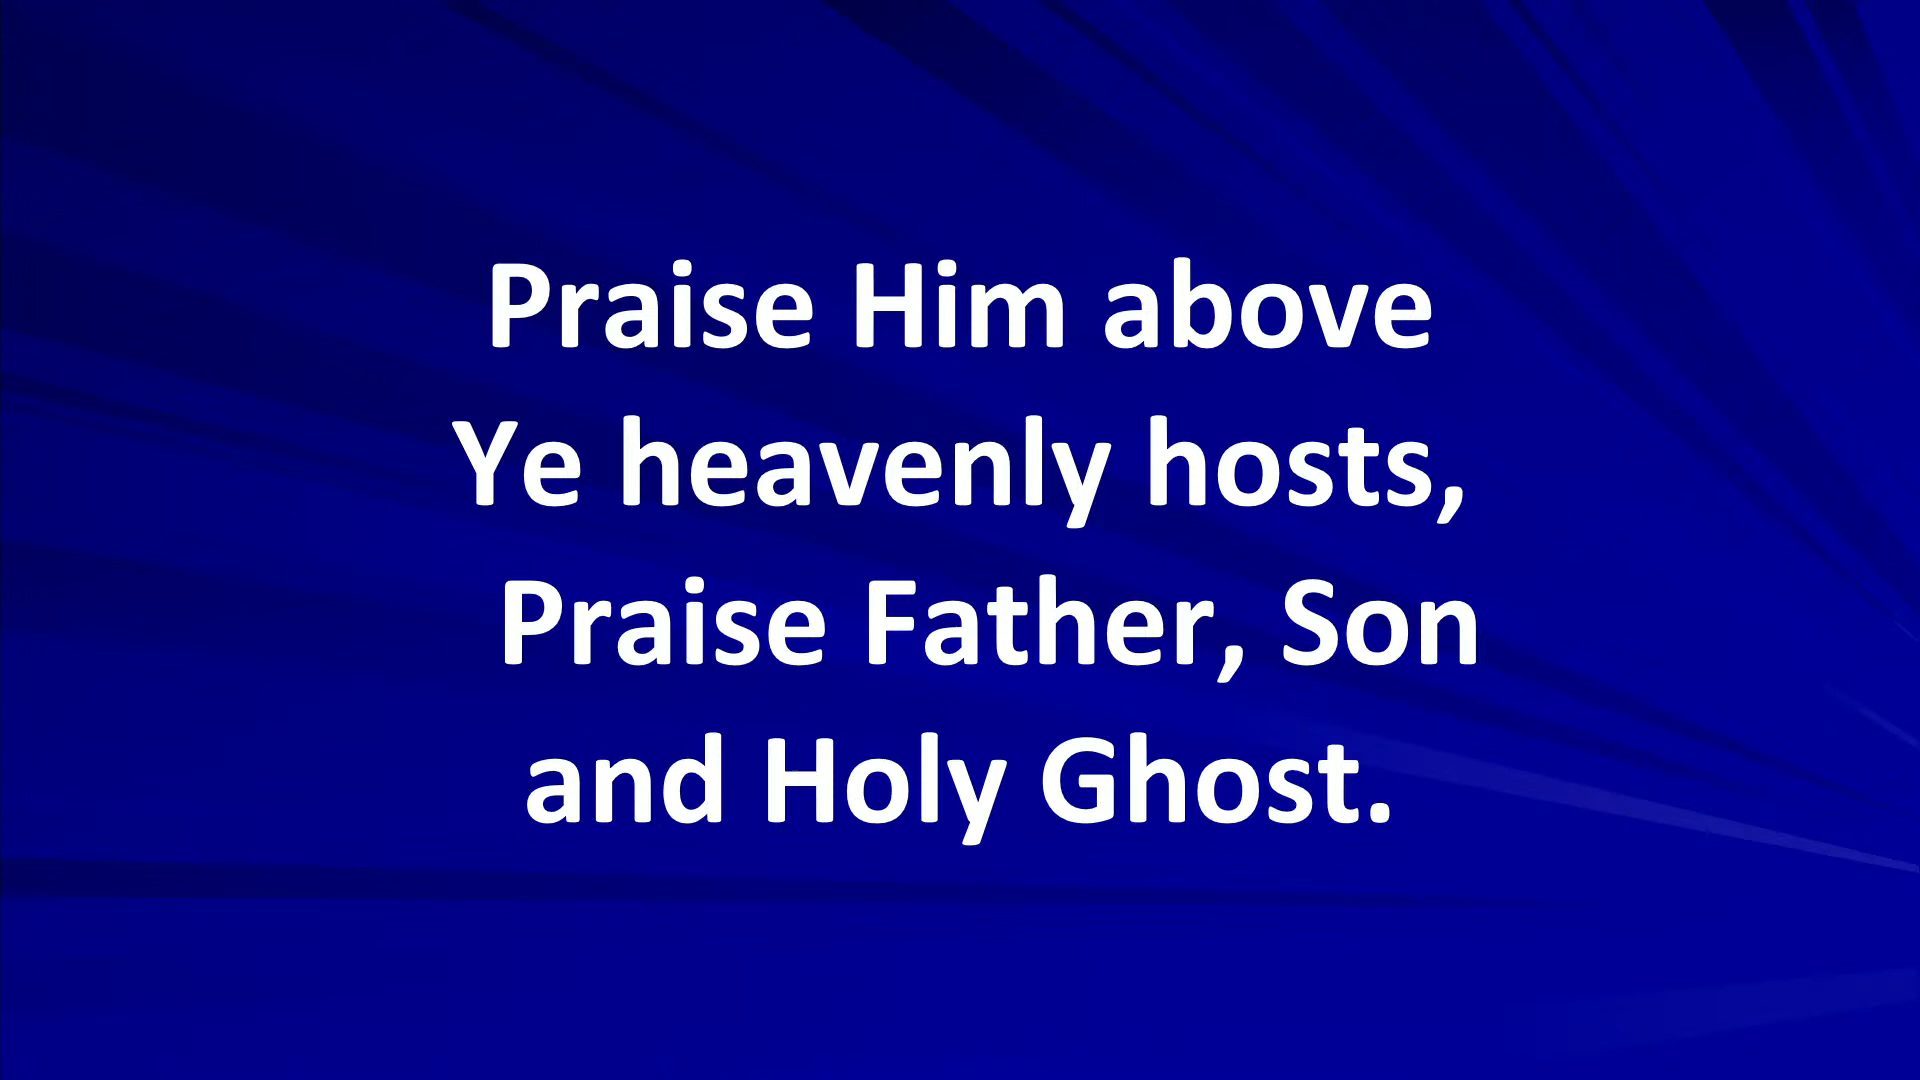 Praise Him above
Ye heavenly hosts,
Praise Father, Son
and Holy Ghost.